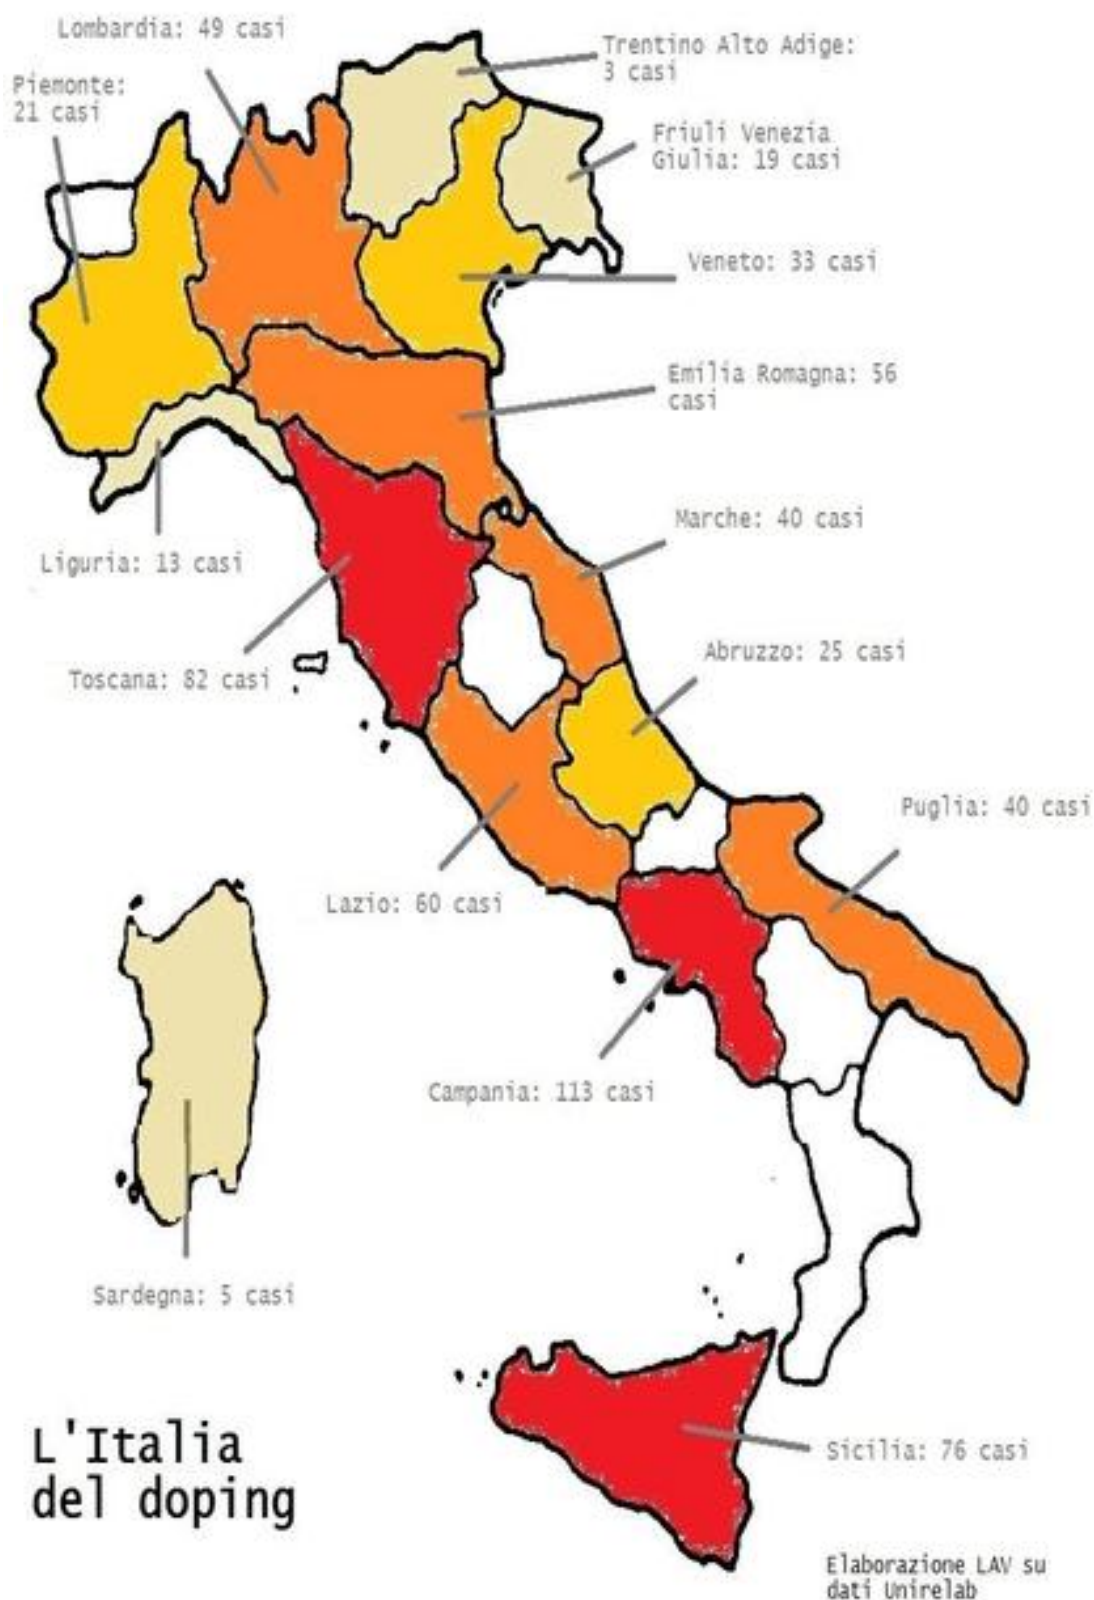 Lombardia: 49 casi
Trentino Alto Adige:
3 casi
Piemonte:
21 casi
Friuli Venezia
Giulia: 19 casi
Veneto: 33 casi
Emilia Romagna: 56
casi
Marche: 40 casi
Liguria: 13 casi
Abruzzo: 25 casi
Toscana: 82 casi
Puglia: 40 casi
Lazio: 60 casi
Campania: 113 casi
Sardegna: 5 casi
L'Italia
del doping
Sicilia: 76 casi
Elaborazione LAV su
dati Unirelab